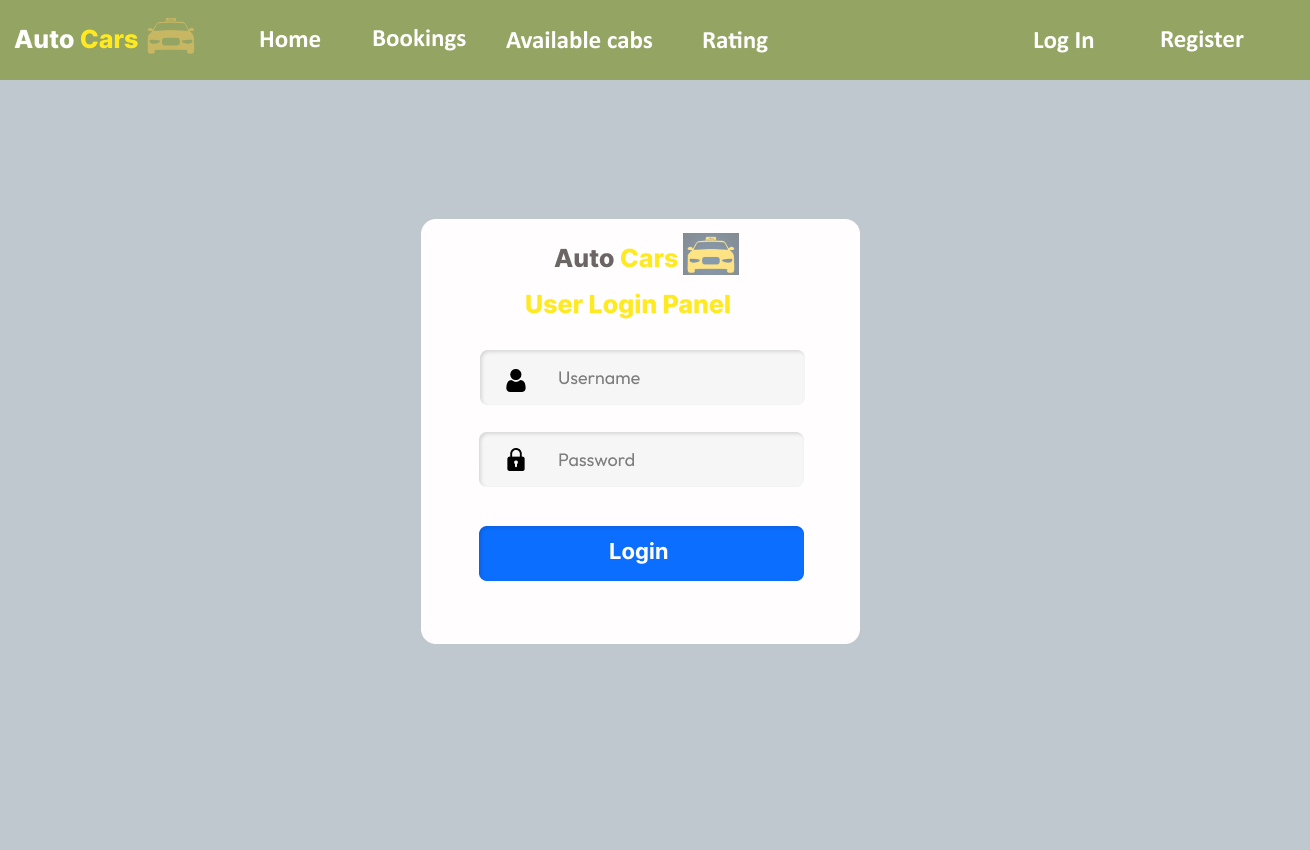 Auto Cars Home Bookings Available cabs Rating Log In Register
Auto Cars
User Login Panel
Username
Password
Login